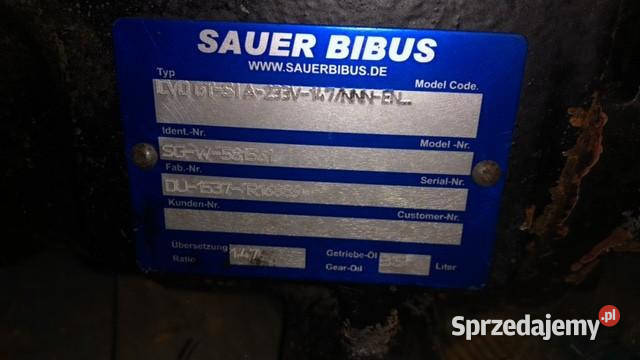 SAUER BIBUS
WWW.SAUERBIBUS.DE
Typ Model Code.
Ident.-Nr. Model -Nr.
Fab.-Nr. Serial-Nr.
Kunden-Nr. Customer-Nr.
Übersetzung Getriebe-Öl
Ratio 147 Gear-Oil Liter
Sprzedajemy.pl